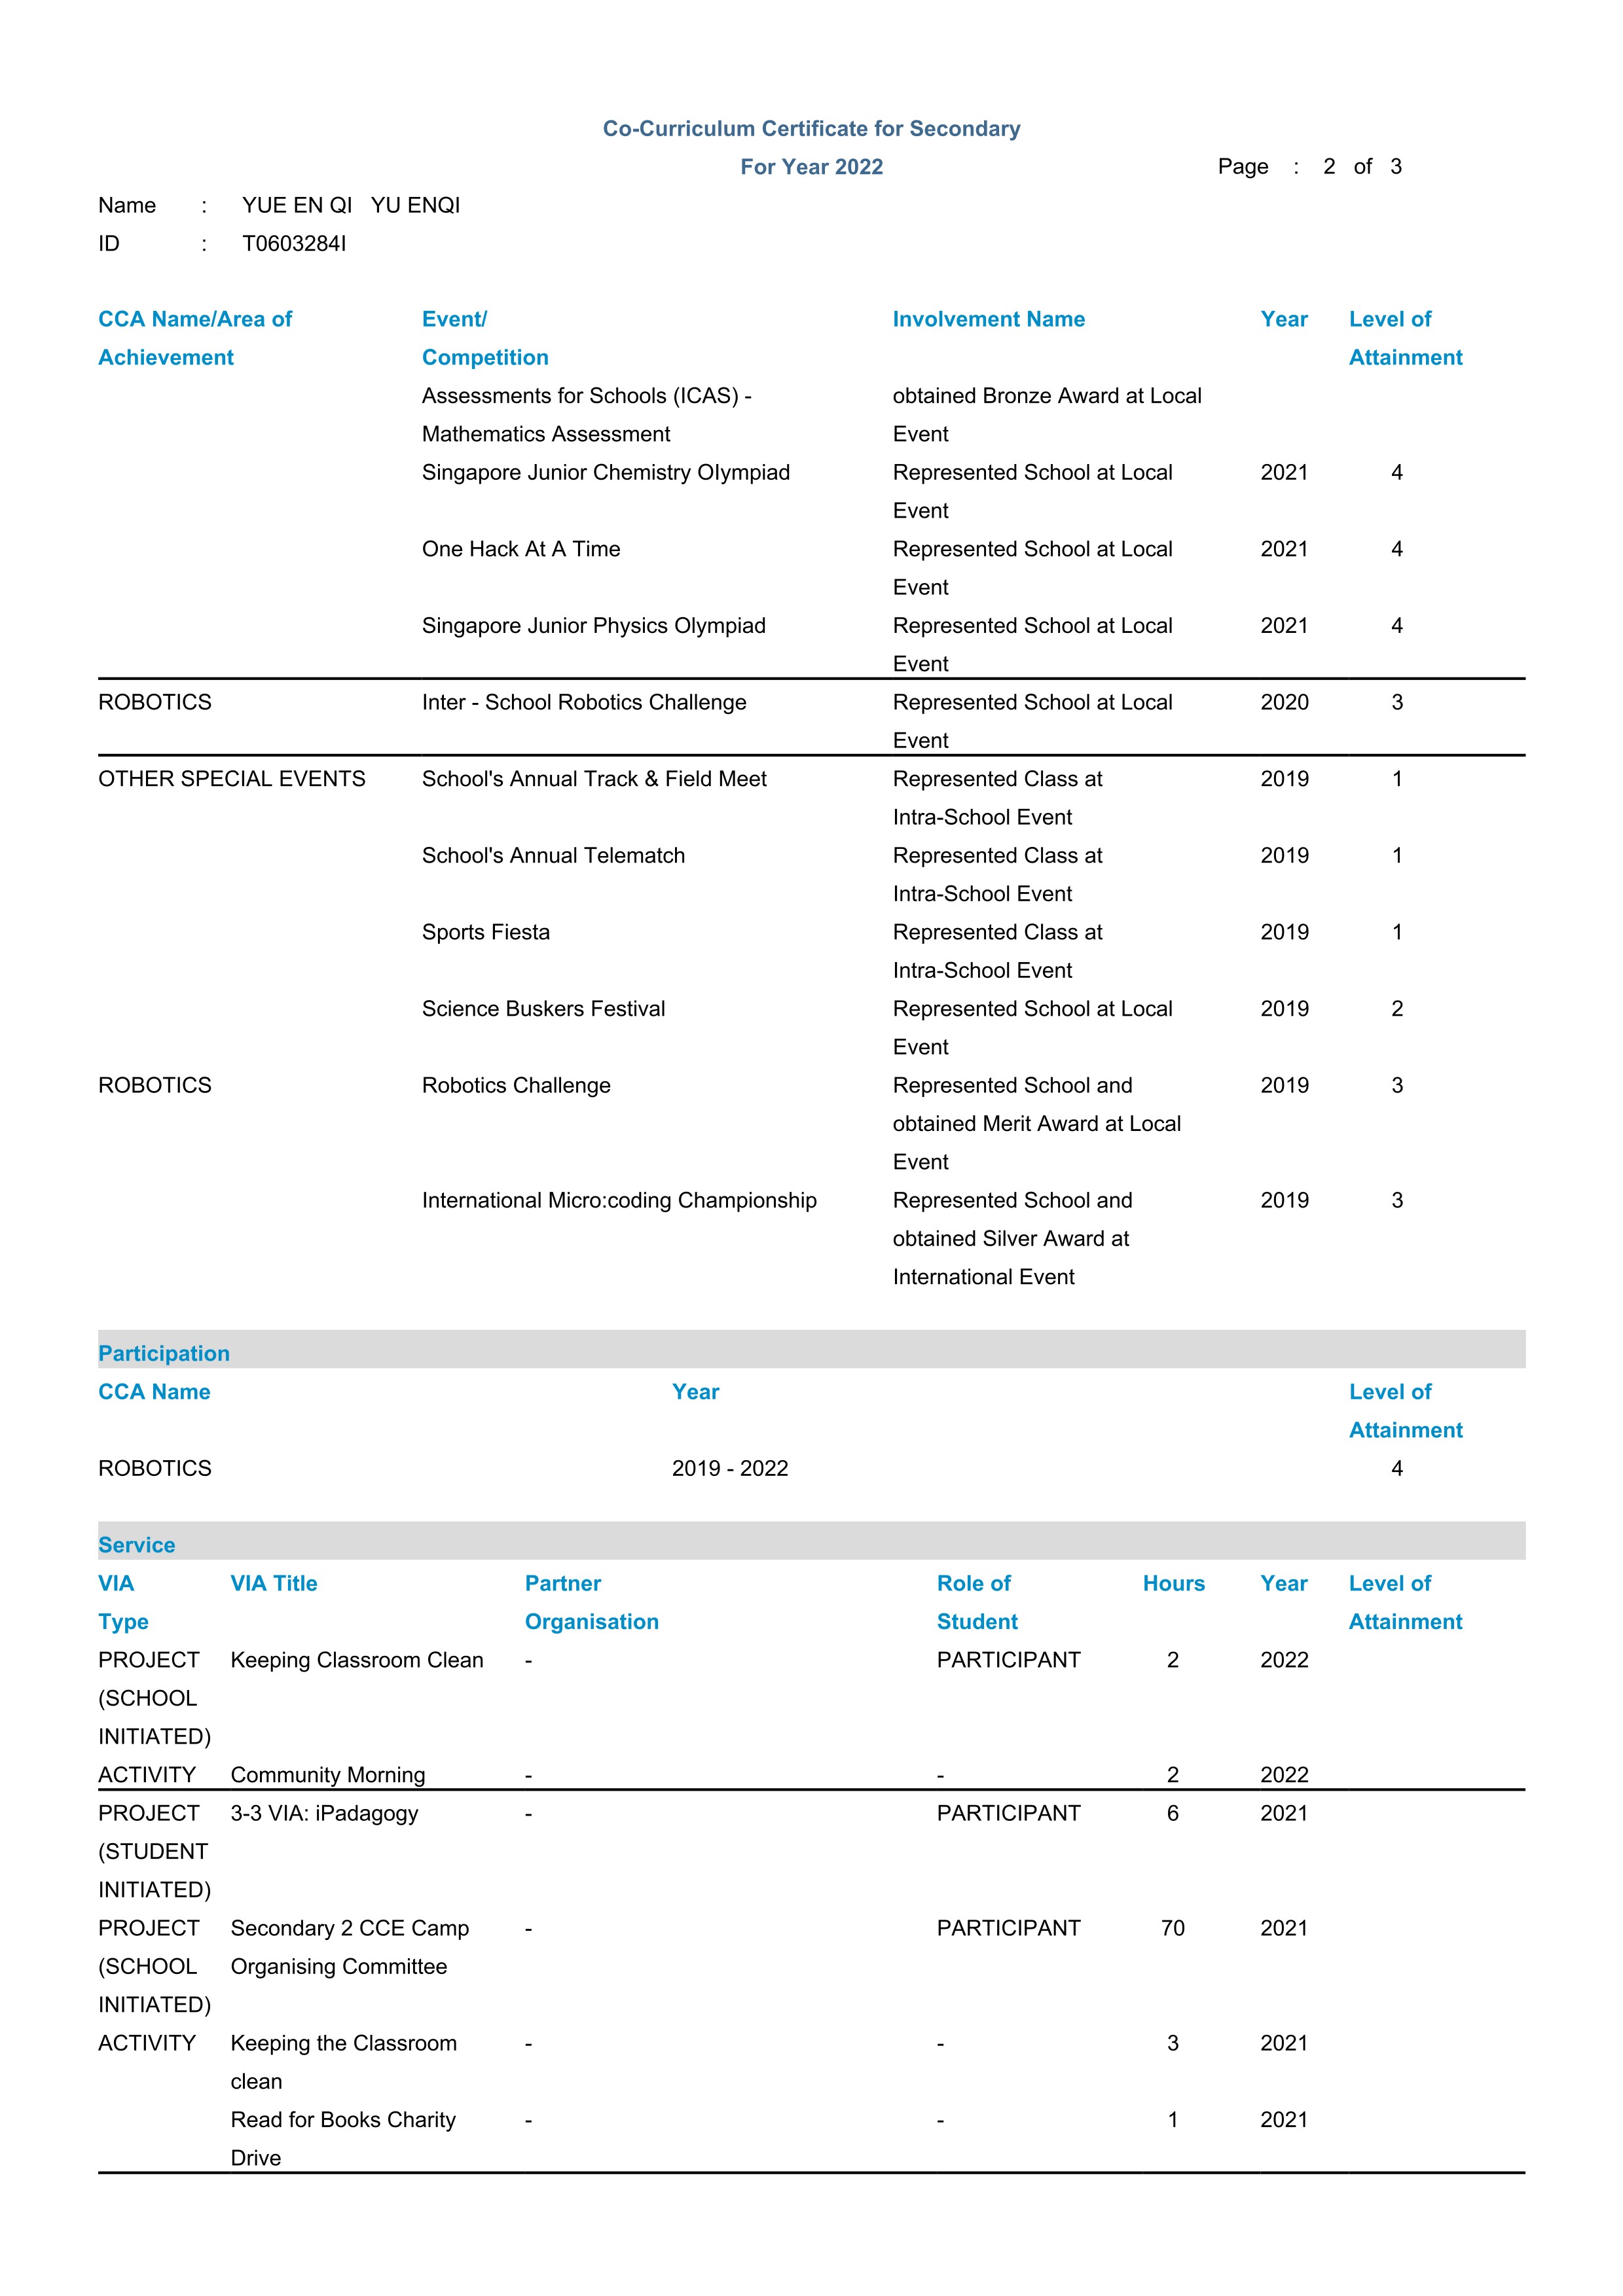 Co-Curriculum Certificate for Secondary
For Year 2022 Page : 2 of 3
Name : YUE EN QI YU ENQI
ID : T0603284I
CCA Name/Area of Event/ Involvement Name Year Level of
Achievement Competition Attainment
Assessments for Schools (ICAS) - obtained Bronze Award at Local
Mathematics Assessment Event
Singapore Junior Chemistry Olympiad Represented School at Local 2021 4
Event
One Hack At A Time Represented School at Local 2021 4
Event
Singapore Junior Physics Olympiad Represented School at Local 2021 4
Event
ROBOTICS Inter - School Robotics Challenge Represented School at Local 2020 3
Event
OTHER SPECIAL EVENTS School's Annual Track & Field Meet Represented Class at 2019 1
Intra-School Event
School's Annual Telematch Represented Class at 2019 1
Intra-School Event
Sports Fiesta Represented Class at 2019 1
Intra-School Event
Science Buskers Festival Represented School at Local 2019 2
Event
ROBOTICS Robotics Challenge Represented School and 2019 3
obtained Merit Award at Local
Event
International Micro:coding Championship Represented School and 2019 3
obtained Silver Award at
International Event
Participation
CCA Name Year Level of
Attainment
ROBOTICS 2019 - 2022 4
Service
VIA VIA Title Partner Role of Hours Year Level of
Type Organisation Student Attainment
PROJECT Keeping Classroom Clean - PARTICIPANT 2 2022
(SCHOOL
INITIATED)
ACTIVITY Community Morning - - 2 2022
PROJECT 3-3 VIA: iPadagogy - PARTICIPANT 6 2021
(STUDENT
INITIATED)
PROJECT Secondary 2 CCE Camp - PARTICIPANT 70 2021
(SCHOOL Organising Committee
INITIATED)
ACTIVITY Keeping the Classroom - - 3 2021
clean
Read for Books Charity - - 1 2021
Drive